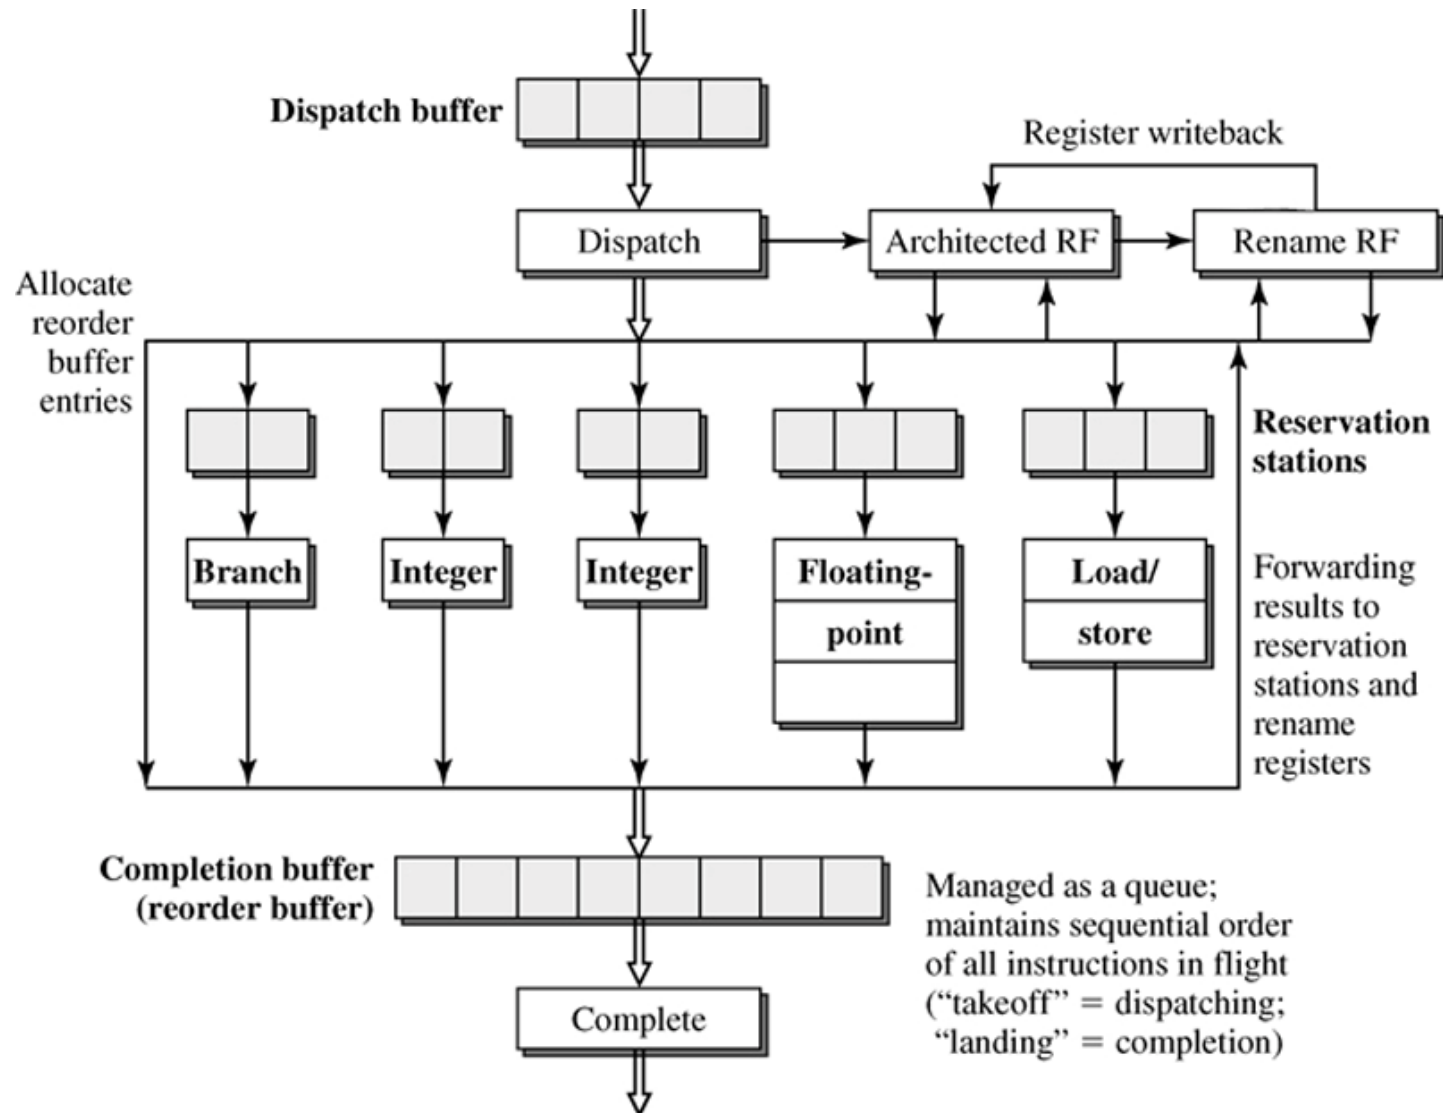 Dispatch buffer
Register writeback
Dispatch
Architected RF
Rename RF
Allocate
reorder
buffer
entries
Reservation
stations
Branch
Integer
Integer
Floating-
point
Load/
store
Forwarding
results to
reservation
stations and
rename
registers
Completion buffer
(reorder buffer)
Managed as a queue;
maintains sequential order
of all instructions in flight
(“takeoff” = dispatching;
“landing” = completion)
Complete